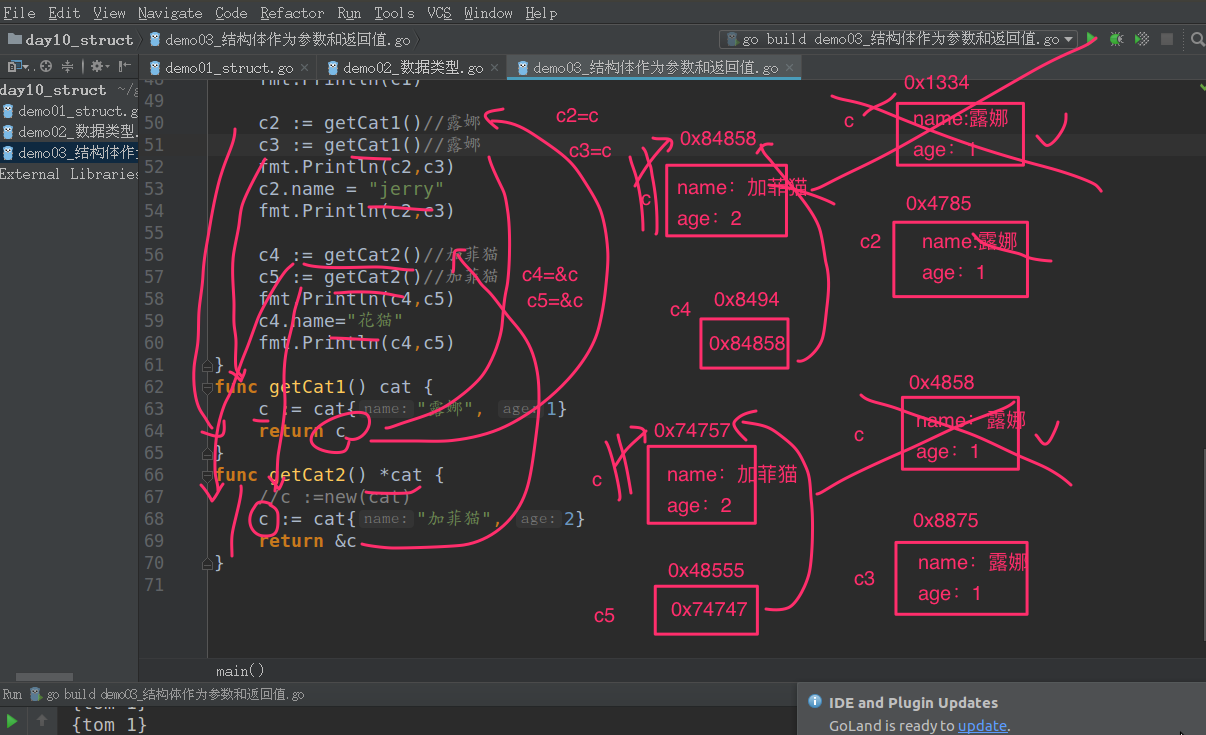 File Edit View Navigate Code Refactor Run Tools VCS Window Help
day10_struct demo03_结构体作为参数和返回值.go
go build demo03_结构体作为参数和返回值.go
demo01_struct.go × demo02_数据类型.go × demo03_结构体作为参数和返回值.go ×
day10_struct ~/g
demo01_struct.g
demo02_数据类型.
demo03_结构体作
External Libraries
48 fmt.Println(c1)
49
50 c2 := getCat1()//露娜
51 c3 := getCat1()//露娜
52 fmt.Println(c2,c3)
53 c2.name = "jerry"
54 fmt.Println(c2,c3)
55
56 c4 := getCat2()//加菲猫
57 c5 := getCat2()//加菲猫
58 fmt.Println(c4,c5)
59 c4.name="花猫"
60 fmt.Println(c4,c5)
61 }
62 func getCat1() cat {
63 c := cat{ name: "露娜", age: 1}
64 return c
65 }
66 func getCat2() *cat {
67 //c :=new(cat)
68 c := cat{ name: "加菲猫", age: 2}
69 return &c
70 }
71
c2=c
c3=c
c4=&c
c5=&c
0x84858
c
name：加菲猫
age：2
0x8494
c4
0x84858
0x74757
c
name：加菲猫
age：2
0x48555
c5
0x74747
0x1334
c
name:露娜
age：1
0x4785
c2
name:露娜
age：1
0x4858
c
name：露娜
age：1
0x8875
c3
name：露娜
age：1
main()
Run go build demo03_结构体作为参数和返回值.go
{tom 1}
{tom 1}
IDE and Plugin Updates
GoLand is ready to update.